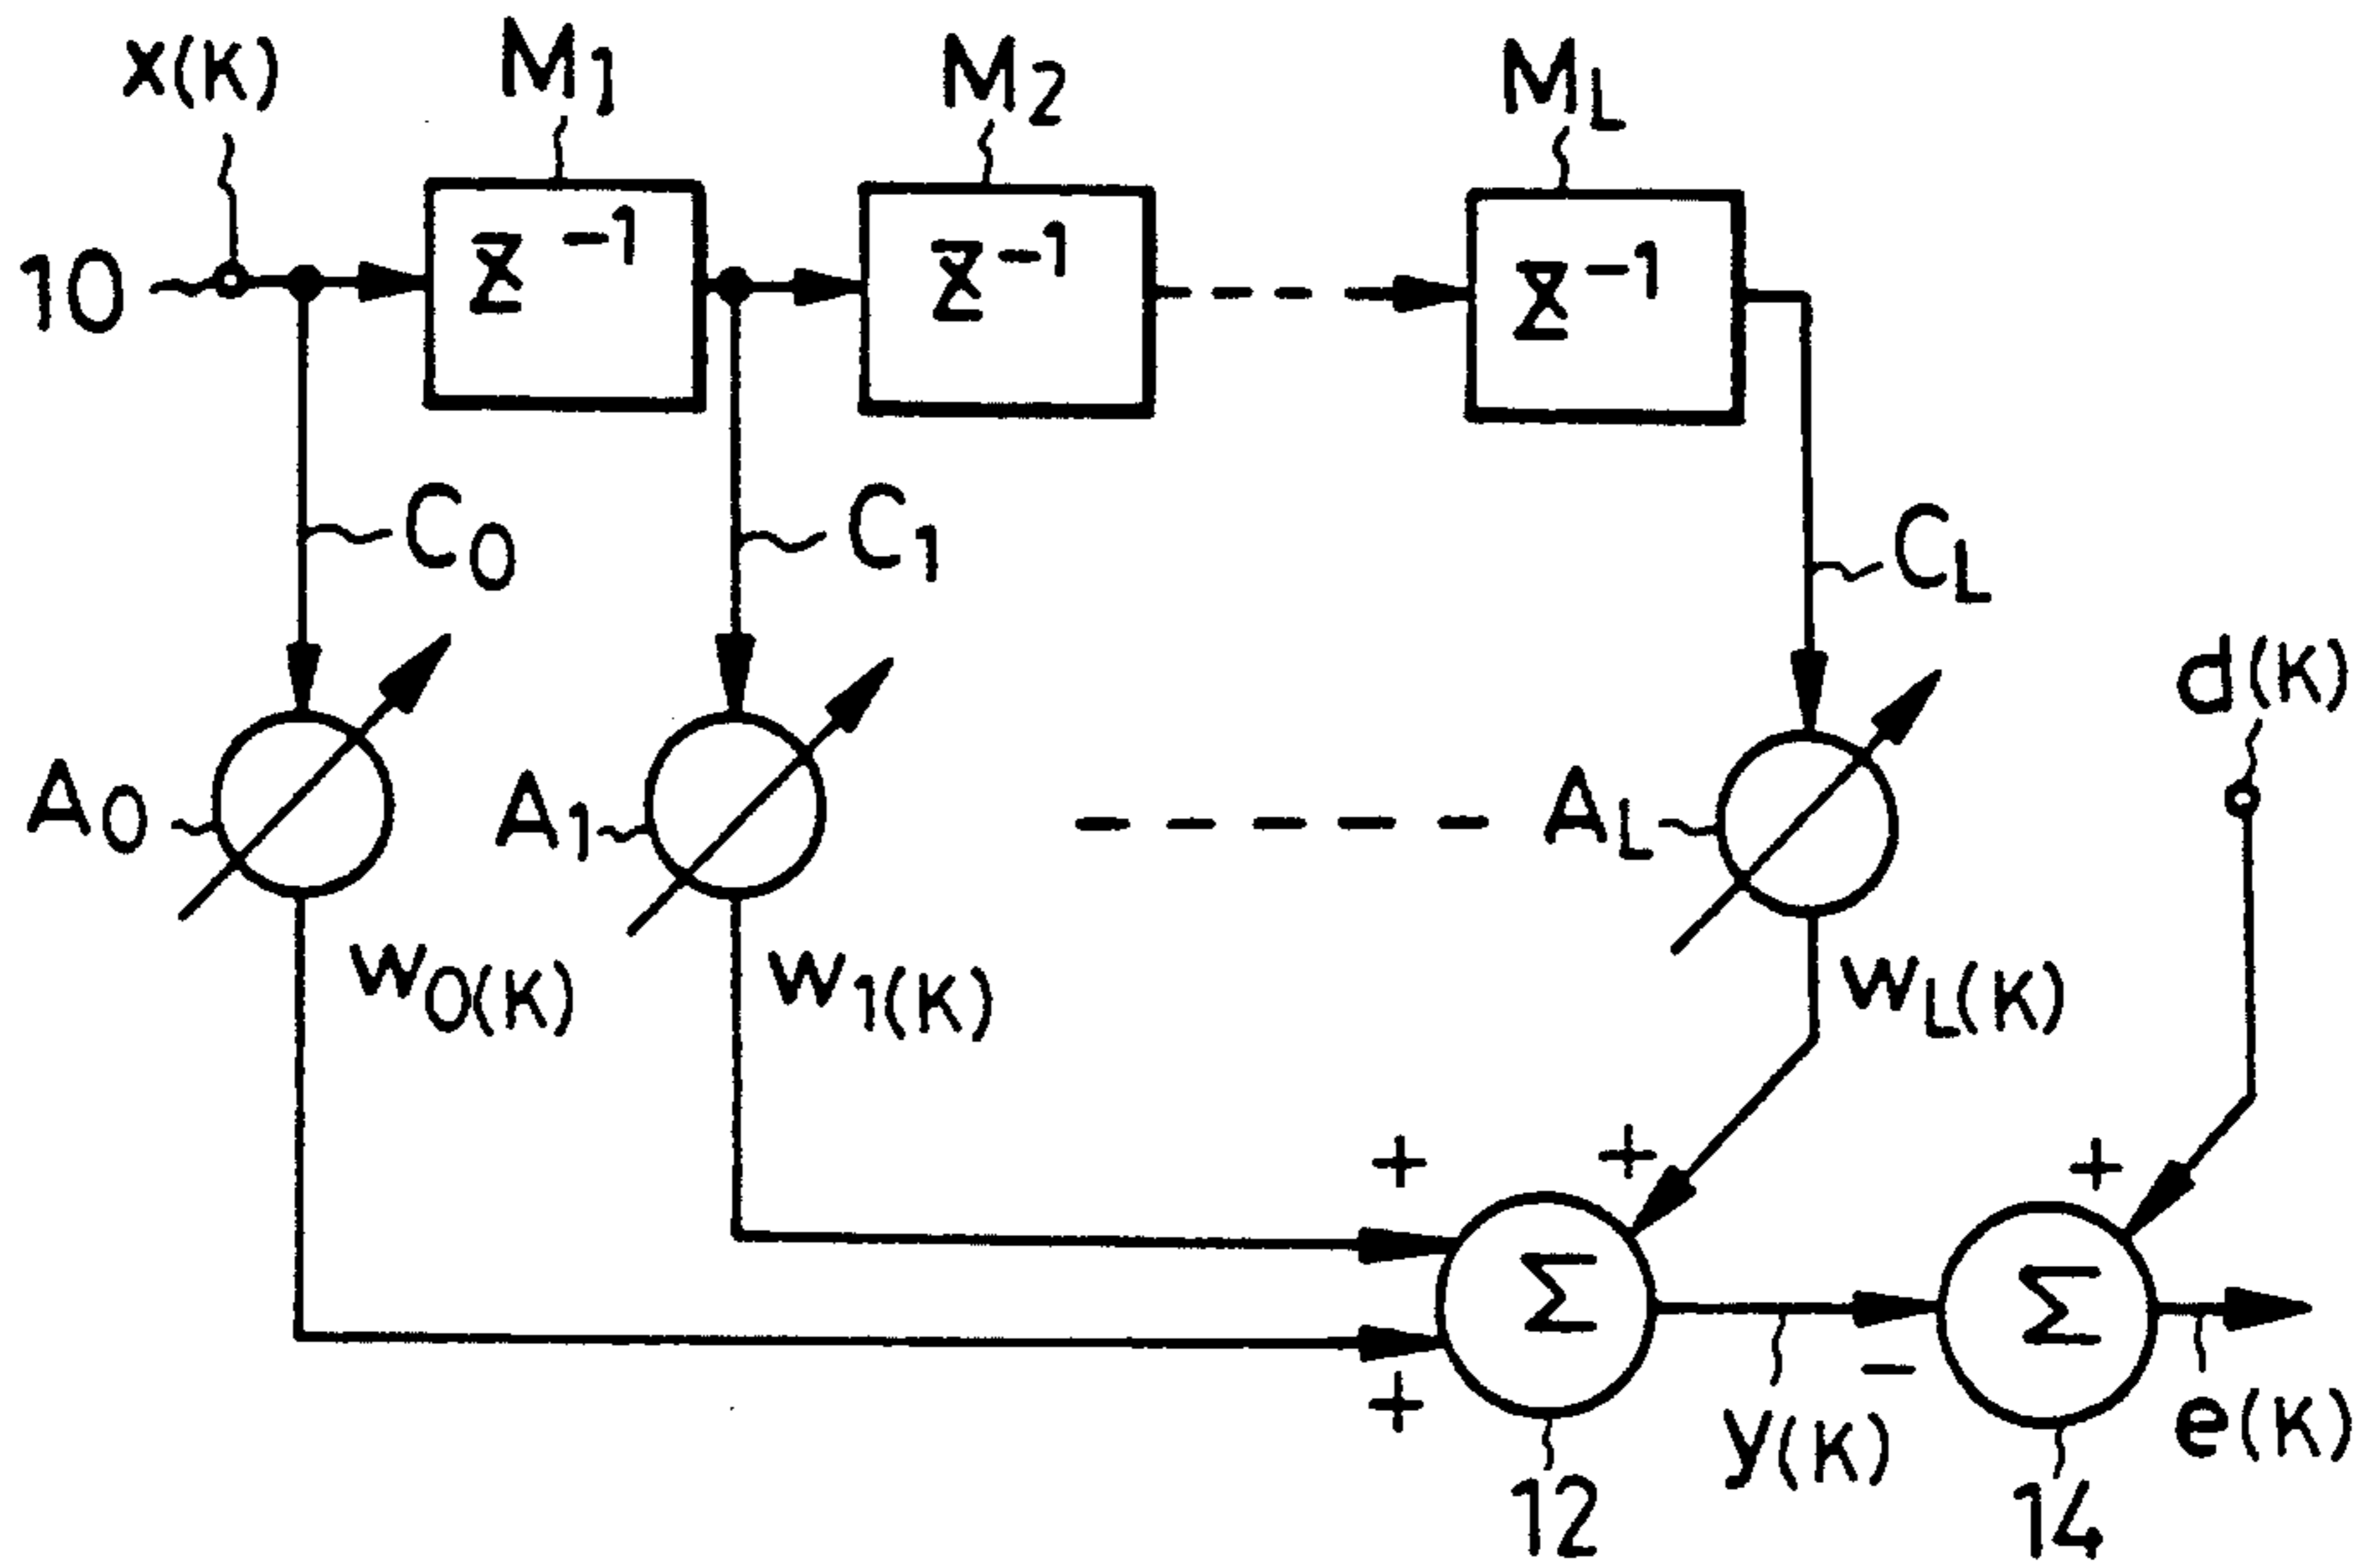 x(K) M1 M2 ML
10 Z⁻¹ Z⁻¹ Z⁻¹
C0 C1 CL
d(K)
A0 A1 AL
w0(K) w1(K) wL(K)
+ + +
Σ Σ
+ y(K) − e(K)
12 14